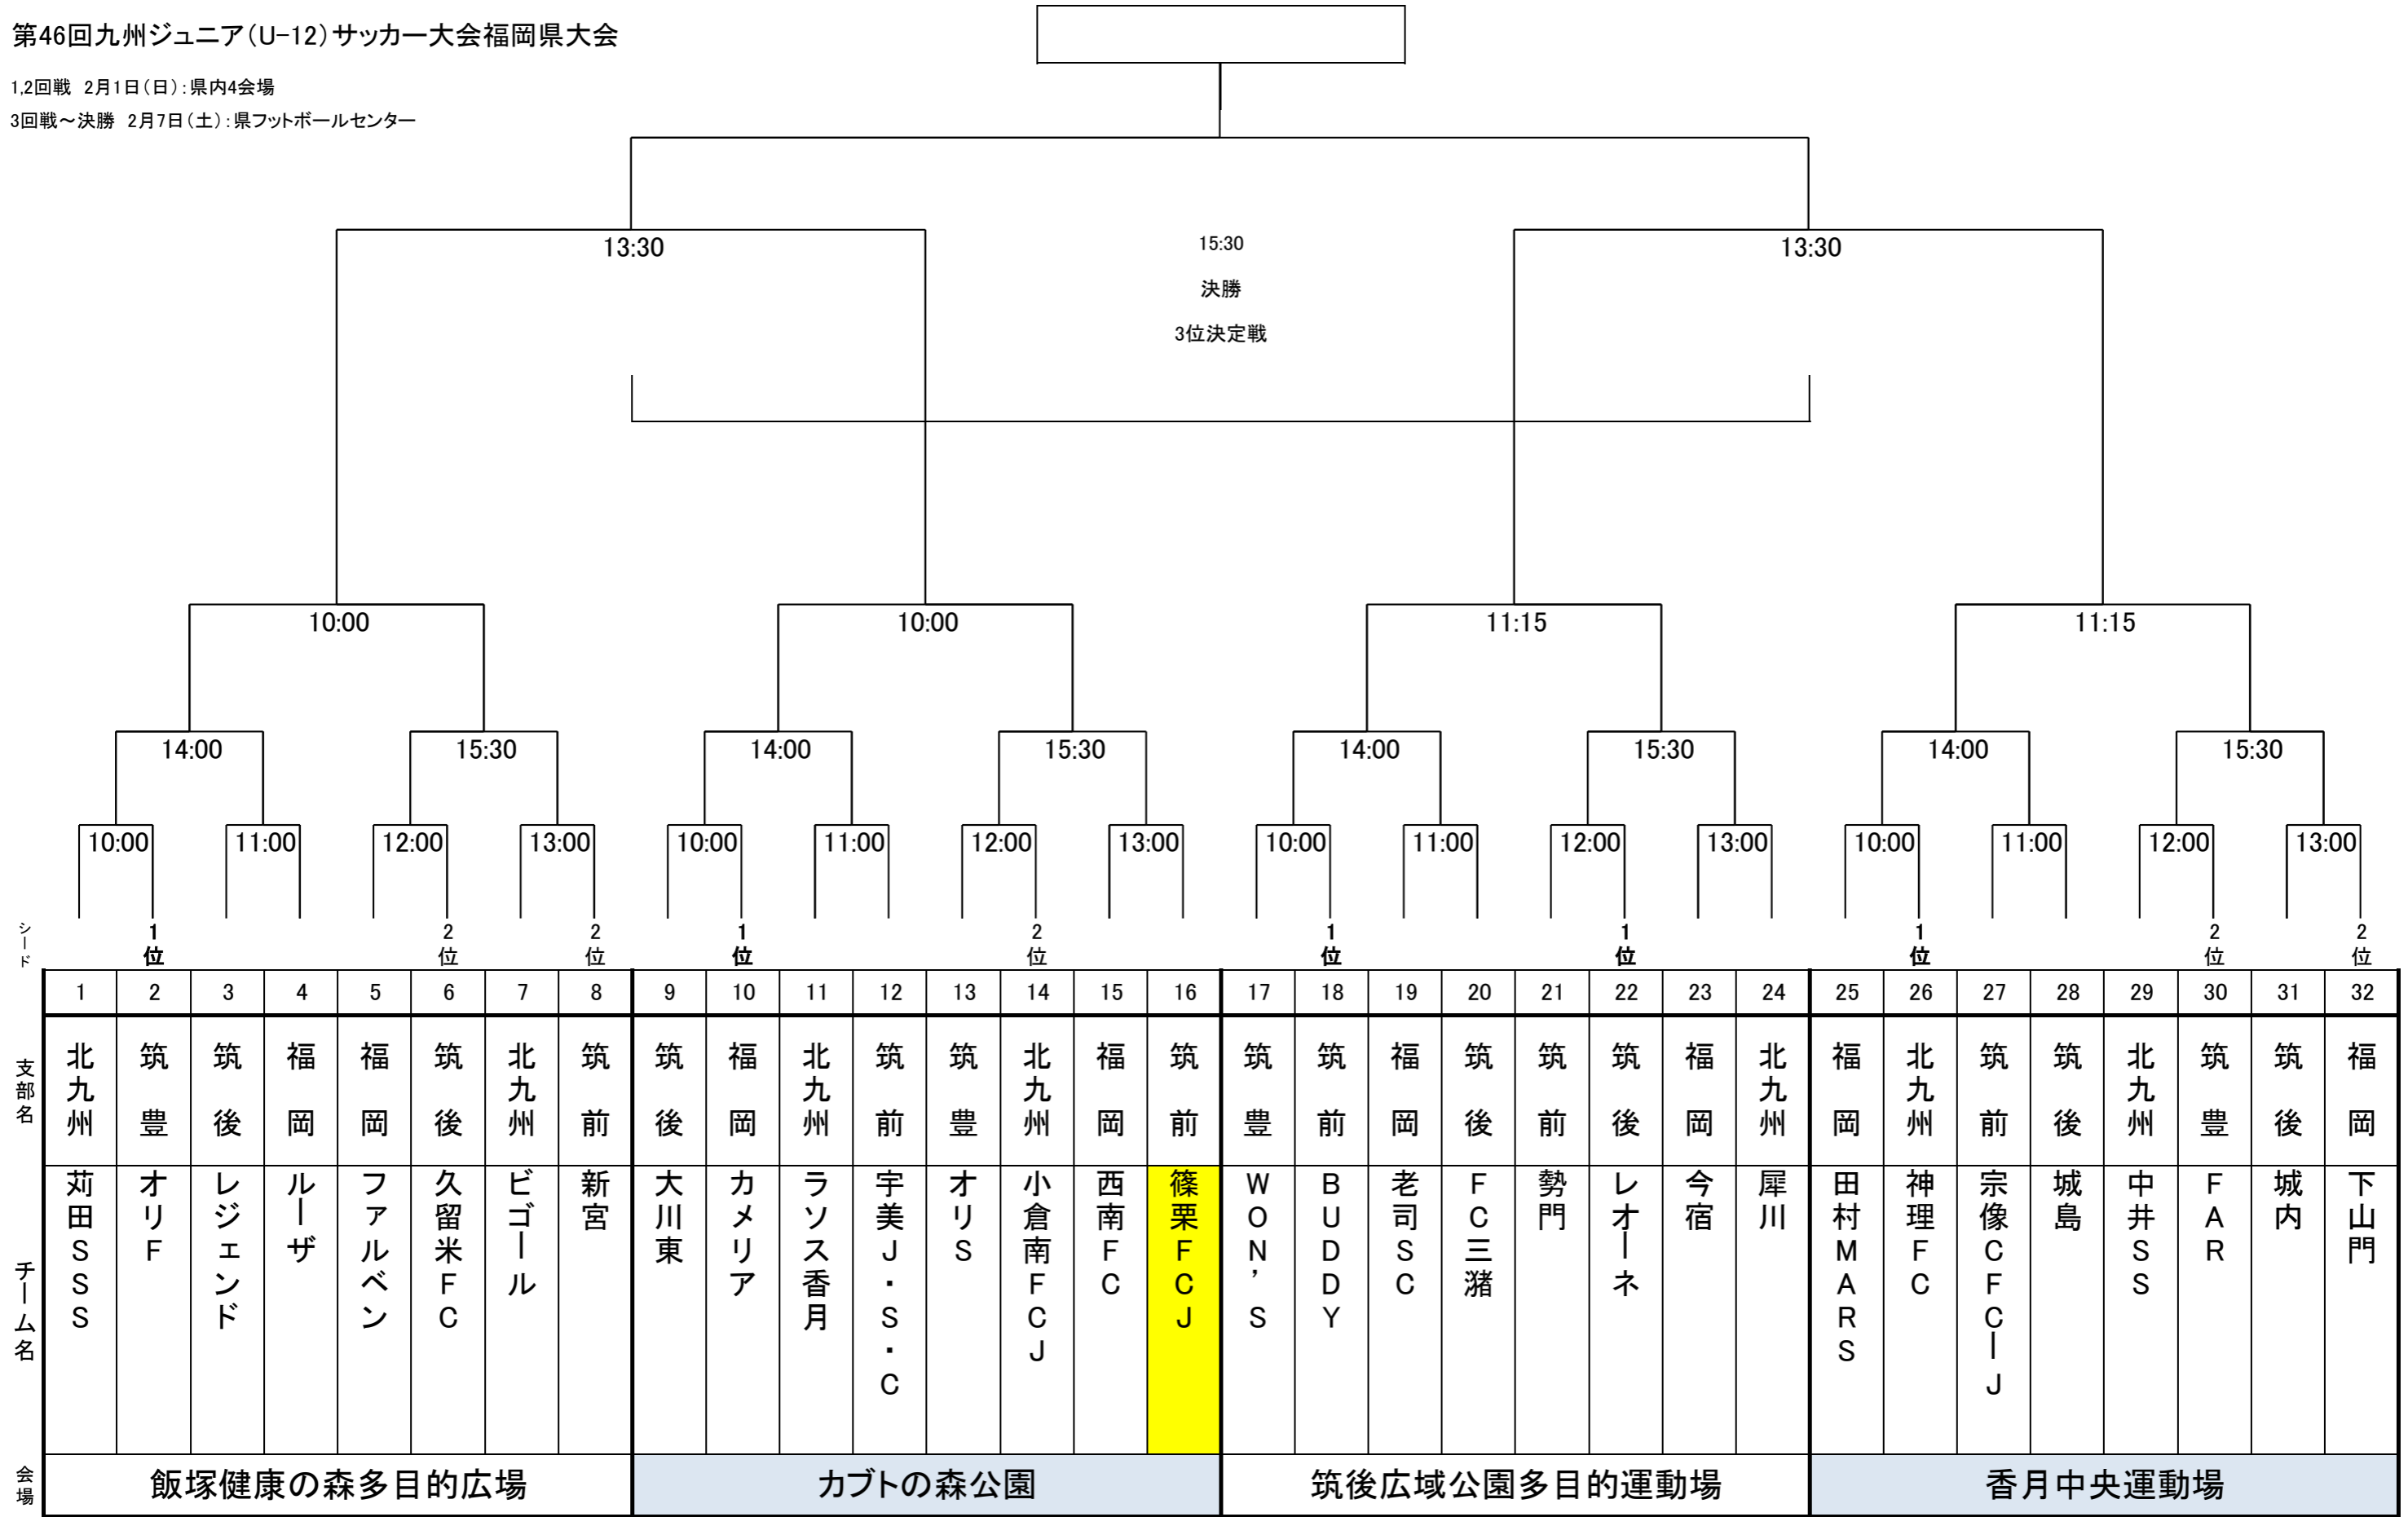 第46回九州ジュニア(U-12)サッカー大会福岡県大会
1,2回戦 2月1日(日):県内4会場
3回戦～決勝 2月7日(土):県フットボールセンター
13:30
15:30
13:30
決勝
3位決定戦
10:00 10:00 11:15 11:15
14:00 15:30 14:00 15:30 14:00 15:30 14:00 15:30
10:00 11:00 12:00 13:00 10:00 11:00 12:00 13:00 10:00 11:00 12:00 13:00 10:00 11:00 12:00 13:00
シード 1位 2位 2位 1位 2位 1位 1位 1位 2位 2位
1 2 3 4 5 6 7 8 9 10 11 12 13 14 15 16 17 18 19 20 21 22 23 24 25 26 27 28 29 30 31 32
支部名 北九州 筑豊 筑後 福岡 福岡 筑後 北九州 筑前 筑後 福岡 北九州 筑前 筑豊 北九州 福岡 筑前 筑豊 筑前 福岡 筑後 筑前 筑後 福岡 北九州 福岡 北九州 筑前 筑後 北九州 筑豊 筑後 福岡
チーム名 苅田SSS オリF レジェンド ルーザ ファルベン 久留米FC ビゴール 新宮 大川東 カメリア ラソス香月 宇美J・S・C オリS 小倉南FCJ 西南FC 篠栗FCJ WON'S BUDDY 老司SC FC三潴 勢門 レオーネ 今宿 犀川 田村MARS 神理FC 宗像CFCーJ 城島 中井SS FAR 城内 下山門
会場 飯塚健康の森多目的広場 カブトの森公園 筑後広域公園多目的運動場 香月中央運動場